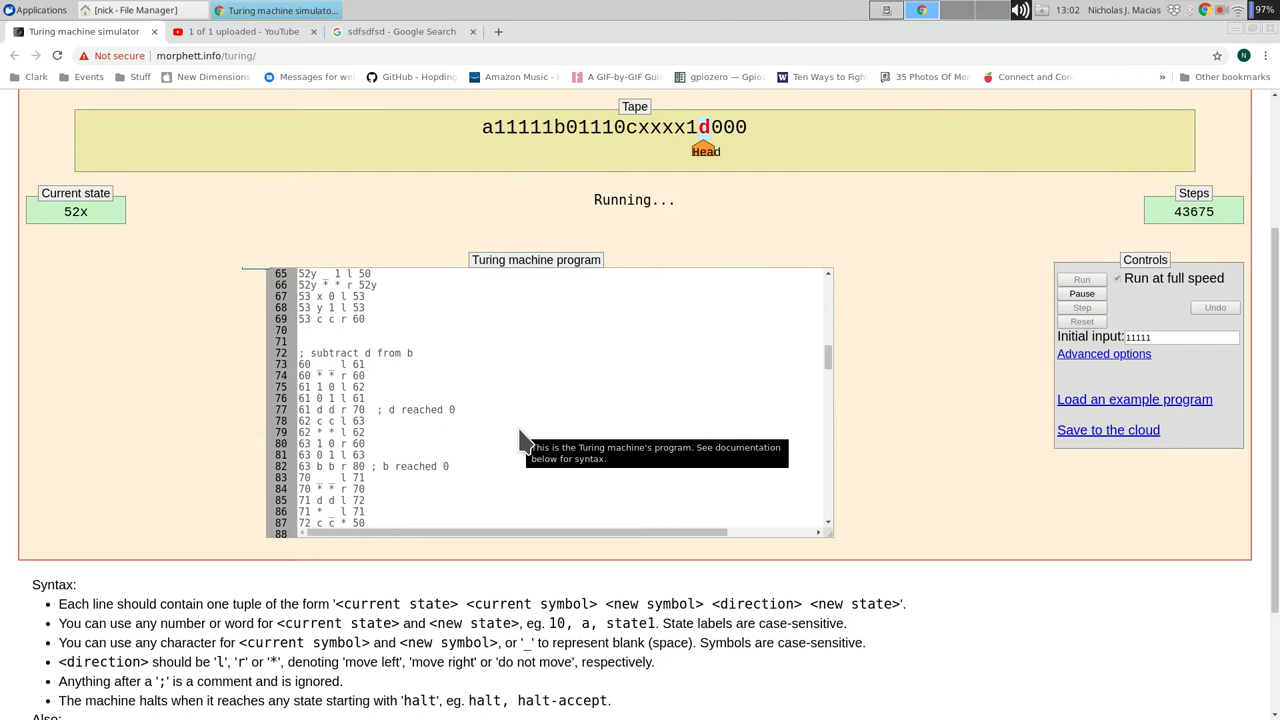 Applications [nick - File Manager] Turing machine simulato... 13:02 Nicholas J. Macias 97%
Turing machine simulator 1 of 1 uploaded - YouTube sdfsdfsd - Google Search
Not secure morphett.info/turing/ N
Clark Events Stuff New Dimensions Messages for we GitHub - Hopding Amazon Music - E A GIF-by-GIF Gui gpiozero — Gpio Ten Ways to Fight 35 Photos Of Mer Connect and Con » Other bookmarks
Tape
a11111b01110cxxxx1d000
Head
Current state
52x
Running...
Steps
43675
Turing machine program
65 52y _ 1 l 50
66 52y * * r 52y
67 53 x 0 l 53
68 53 y 1 l 53
69 53 c c r 60
70
71
72 ; subtract d from b
73 60 _ _ l 61
74 60 * * r 60
75 61 1 0 l 62
76 61 0 1 l 61
77 61 d d r 70 ; d reached 0
78 62 c c l 63
79 62 * * l 62
80 63 1 0 r 60
81 63 0 1 l 63
82 63 b b r 80 ; b reached 0
83 70 _ _ l 71
84 70 * * r 70
85 71 d d l 72
86 71 * _ l 71
87 72 c c * 50
88
This is the Turing machine's program. See documentation
below for syntax.
Controls
Run Run at full speed
Pause
Step Undo
Reset
Initial input: 11111
Advanced options
Load an example program
Save to the cloud
Syntax:
• Each line should contain one tuple of the form '<current state> <current symbol> <new symbol> <direction> <new state>'.
• You can use any number or word for <current state> and <new state>, eg. 10, a, state1. State labels are case-sensitive.
• You can use any character for <current symbol> and <new symbol>, or '_' to represent blank (space). Symbols are case-sensitive.
• <direction> should be 'l', 'r' or '*', denoting 'move left', 'move right' or 'do not move', respectively.
• Anything after a ';' is a comment and is ignored.
• The machine halts when it reaches any state starting with 'halt', eg. halt, halt-accept.
Also: